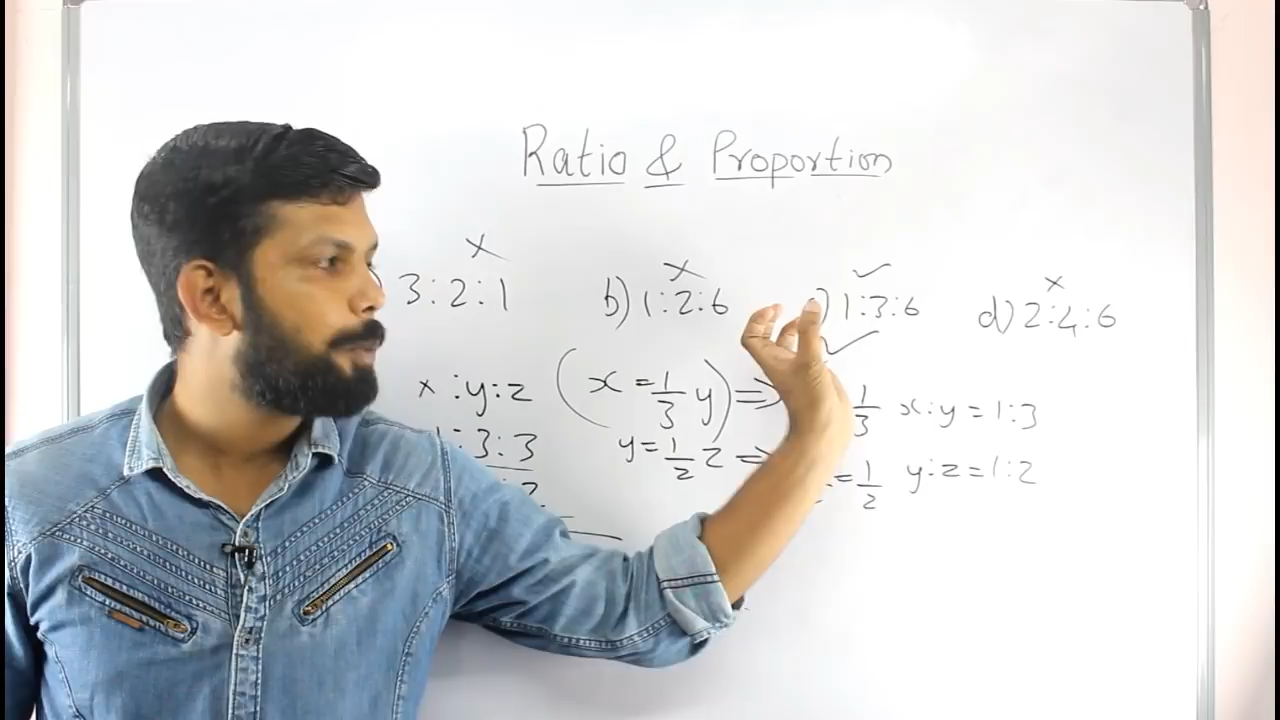 Ratio & Proportion
3:2:1 b) 1:2:6 c) 1:3:6 d) 2:4:6
x:y:z (x = 1/3 y) => 1/3 x:y = 1:3
:3:3 y = 1/2 z => = 1/2 y:z = 1:2